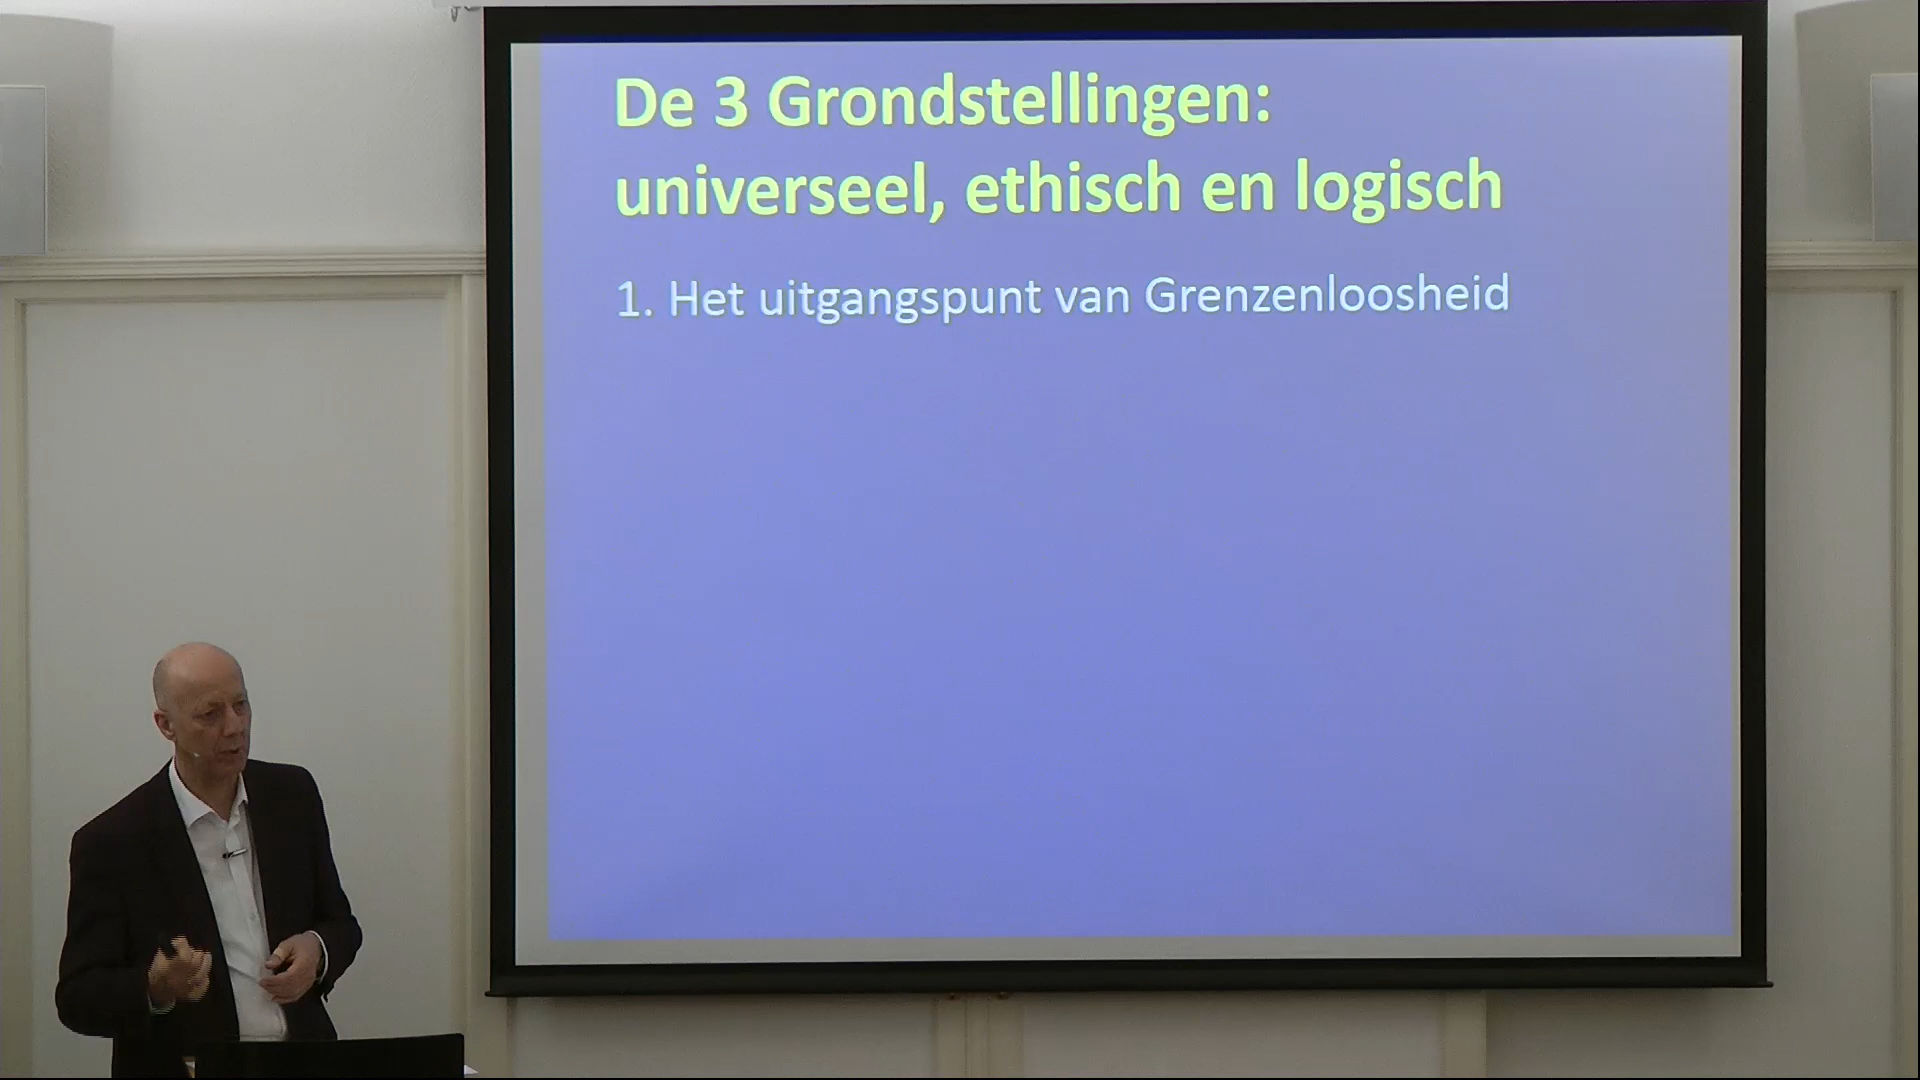 De 3 Grondstellingen:
universeel, ethisch en logisch
1. Het uitgangspunt van Grenzenloosheid